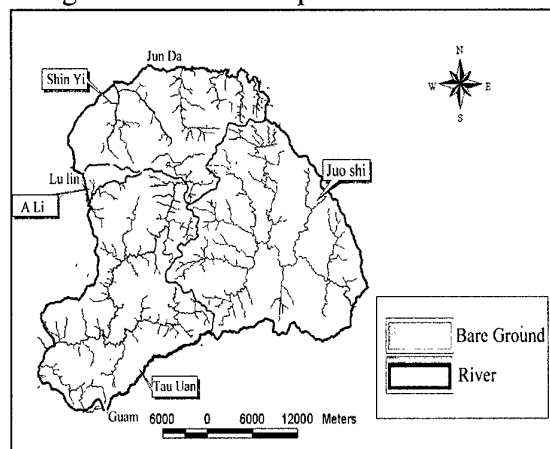 Jun Da
Shin Yi
N
W E
S
Lu lin
Juo shi
A Li
Bare Ground
River
Tau Uan
Guam
6000 0 6000 12000 Meters